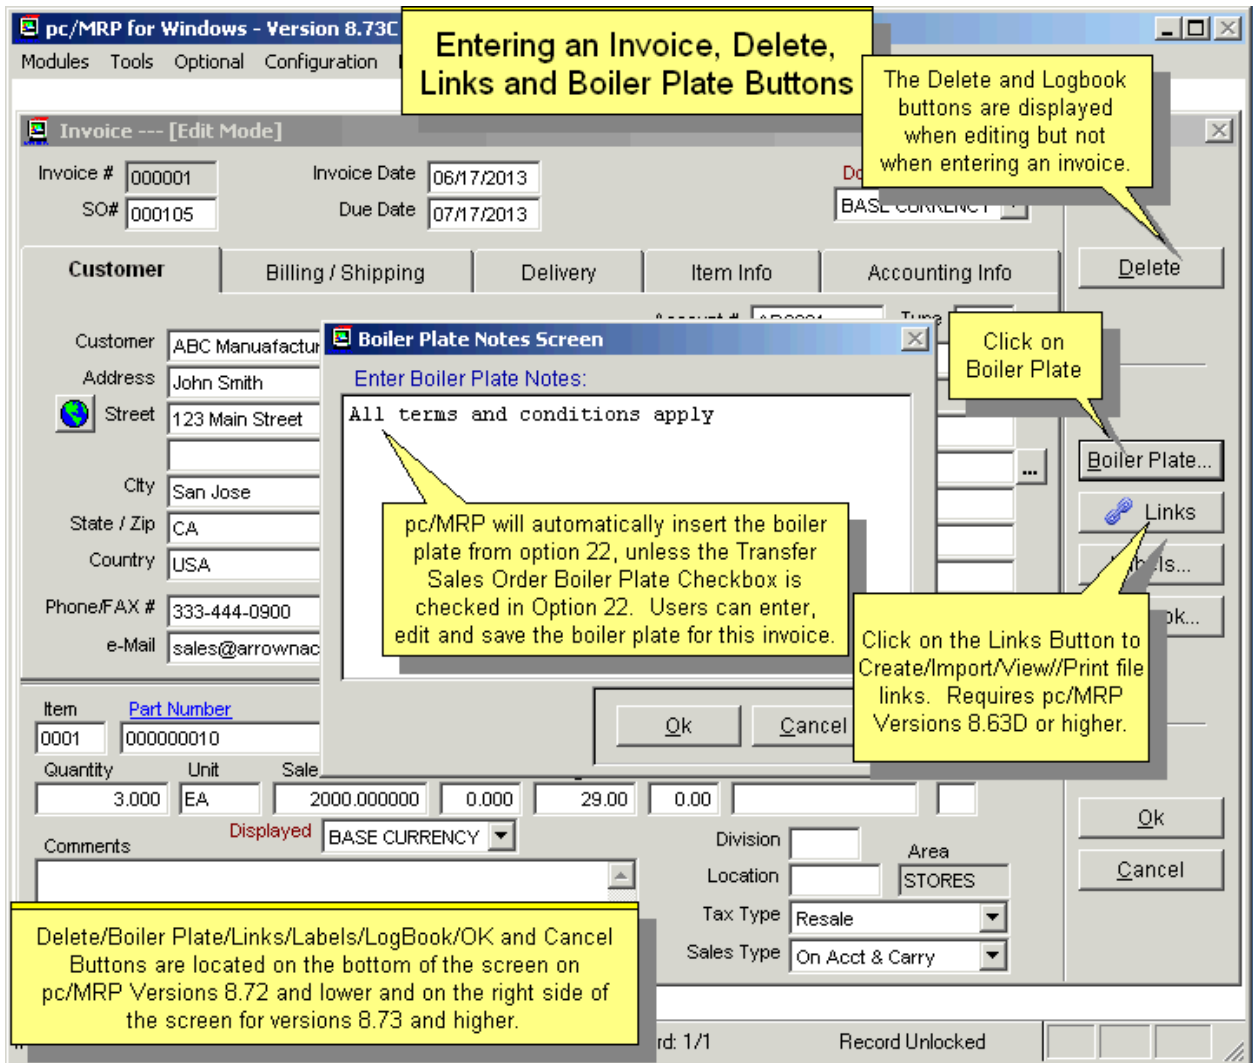 pc/MRP for Windows - Version 8.73C
Entering an Invoice, Delete,
Links and Boiler Plate Buttons
Modules Tools Optional Configuration
The Delete and Logbook
buttons are displayed
when editing but not
when entering an invoice.
Invoice --- [Edit Mode]
Invoice # 000001 Invoice Date 06/17/2013
SO# 000105 Due Date 07/17/2013 BASE CURRENCY
Customer Billing / Shipping Delivery Item Info Accounting Info Delete
Account # Type
Customer ABC Manuafactur
Boiler Plate Notes Screen
Click on
Boiler Plate
Address John Smith
Enter Boiler Plate Notes:
Street 123 Main Street
All terms and conditions apply
Boiler Plate...
City San Jose
Links
State / Zip CA
Country USA
pc/MRP will automatically insert the boiler
plate from option 22, unless the Transfer
Sales Order Boiler Plate Checkbox is
checked in Option 22. Users can enter,
edit and save the boiler plate for this invoice.
Phone/FAX # 333-444-0900
e-Mail sales@arrownac
Click on the Links Button to
Create/Import/View//Print file
links. Requires pc/MRP
Versions 8.63D or higher.
Item Part Number
0001 000000010
Ok Cancel
Quantity Unit Sale
3.000 EA 2000.000000 0.000 29.00 0.00
Displayed BASE CURRENCY
Comments
Division Area
Location STORES
Tax Type Resale
Sales Type On Acct & Carry
Ok
Cancel
Delete/Boiler Plate/Links/Labels/LogBook/OK and Cancel
Buttons are located on the bottom of the screen on
pc/MRP Versions 8.72 and lower and on the right side of
the screen for versions 8.73 and higher.
rd: 1/1 Record Unlocked